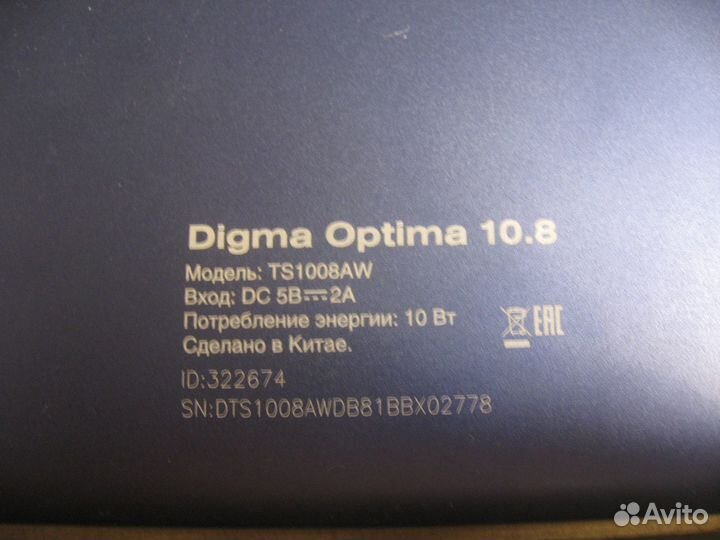 Digma Optima 10.8
Модель: TS1008AW
Вход: DC 5В⎓2А
Потребление энергии: 10 Вт
Сделано в Китае.
EAC
ID:322674
SN:DTS1008AWDB81BBX02778
Avito